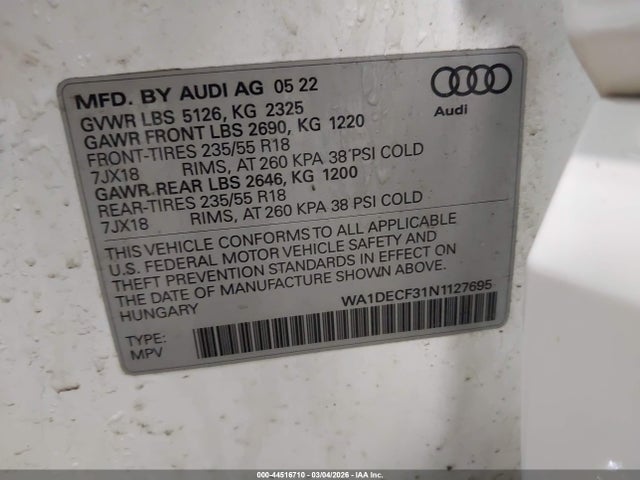 MFD. BY AUDI AG 05 22
GVWR LBS 5126, KG 2325
GAWR FRONT LBS 2690, KG 1220
FRONT-TIRES 235/55 R18
7JX18 RIMS, AT 260 KPA 38 PSI COLD
GAWR REAR LBS 2646, KG 1200
REAR-TIRES 235/55 R18
7JX18 RIMS, AT 260 KPA 38 PSI COLD
Audi
THIS VEHICLE CONFORMS TO ALL APPLICABLE
U.S. FEDERAL MOTOR VEHICLE SAFETY AND
THEFT PREVENTION STANDARDS IN EFFECT ON
THE DATE OF MANUFACTURE SHOWN ABOVE.
HUNGARY
WA1DECF31N1127695
TYPE:
MPV
000-44516710 - 03/04/2026 - IAA Inc.